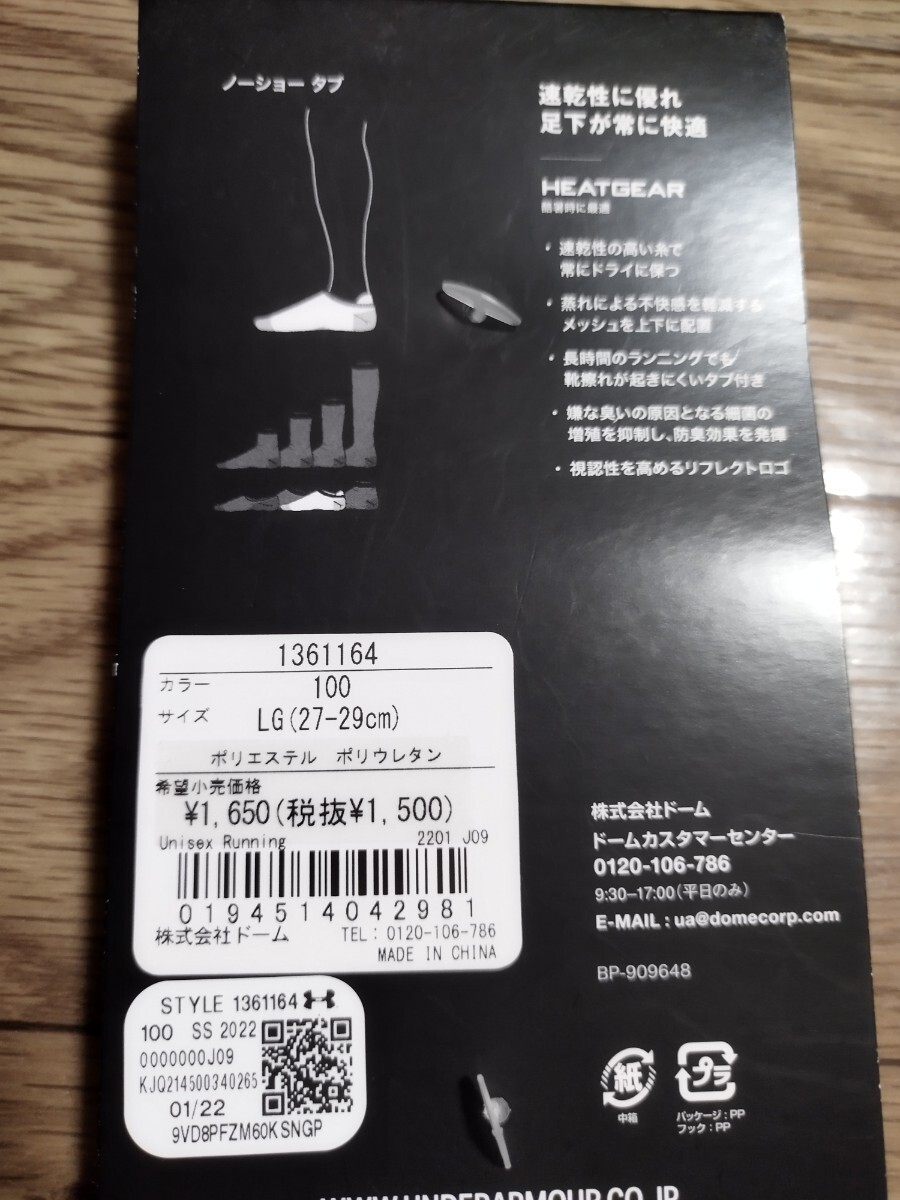 ノーショー タブ
速乾性に優れ
足下が常に快適
HEATGEAR
酷暑時に最適
・速乾性の高い糸で
常にドライに保つ
・蒸れによる不快感を軽減する
メッシュを上下に配置
・長時間のランニングでも
靴擦れが起きにくいタブ付き
・嫌な臭いの原因となる細菌の
増殖を抑制し、防臭効果を発揮
・視認性を高めるリフレクトロゴ
1361164
カラー 100
サイズ LG(27-29cm)
ポリエステル ポリウレタン
希望小売価格
¥1,650(税抜¥1,500)
Unisex Running 2201 J09
0194514042981
株式会社ドーム TEL: 0120-106-786
MADE IN CHINA
株式会社ドーム
ドームカスタマーセンター
0120-106-786
9:30-17:00(平日のみ)
E-MAIL : ua@domecorp.com
BP-909648
STYLE 1361164
100 SS 2022
0000000J09
KJQ214500340265
01/22
9VD8PFZM60KSNGP
紙
中箱
プラ
パッケージ:PP
フック:PP
WWW.UNDERARMOUR.CO.JP